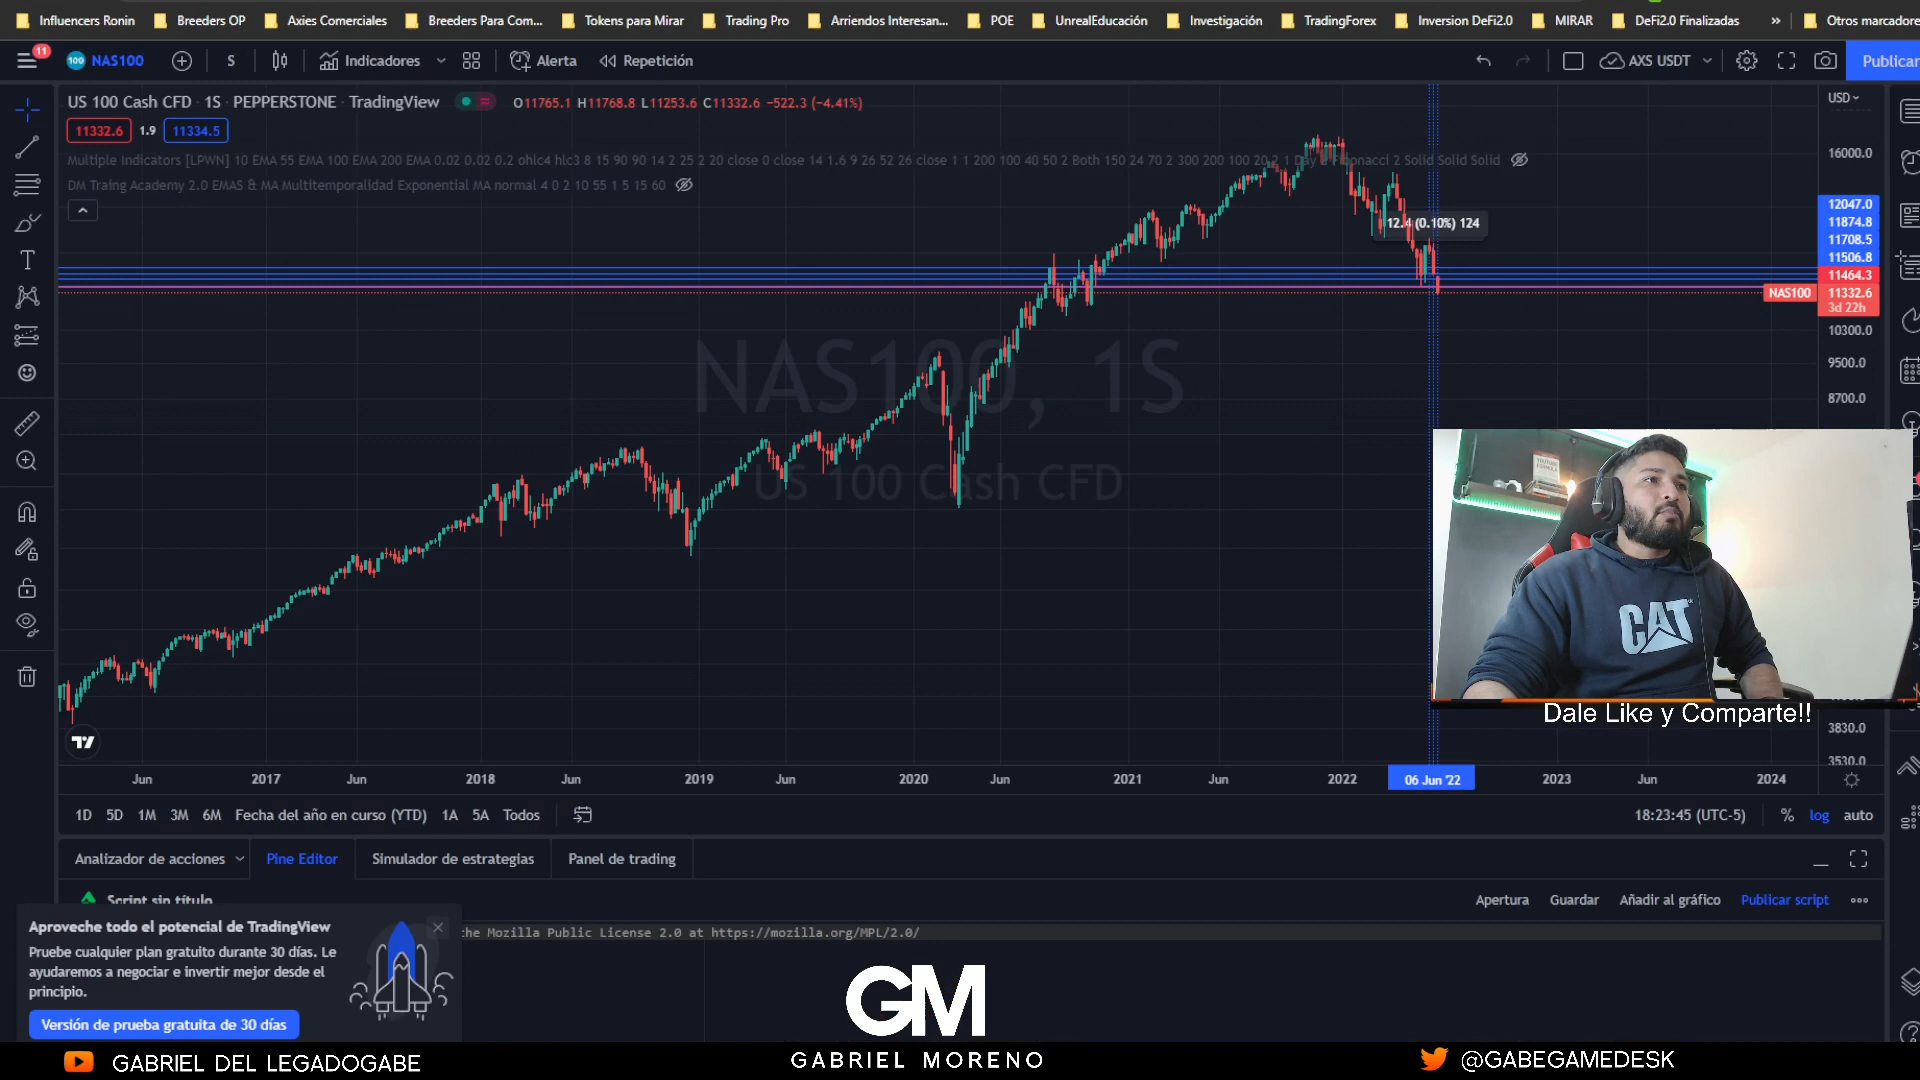 Influencers Ronin
Breeders OP
Axies Comerciales
Breeders Para Com...
Tokens para Mirar
Trading Pro
Arriendos Interesan...
POE
UnrealEducación
Investigación
TradingForex
Inversion DeFi2.0
MIRAR
DeFi2.0 Finalizadas
»
Otros marcadore
11
100 NAS100
S
Indicadores
Alerta
Repetición
AXS USDT
Publicar
US 100 Cash CFD · 1S · PEPPERSTONE · TradingView
O11765.1 H11768.8 L11253.6 C11332.6 −522.3 (−4.41%)
USD
11332.6 1.9 11334.5
Multiple Indicators [LPWN] 10 EMA 55 EMA 100 EMA 200 EMA 0.02 0.02 0.2 ohlc4 hlc3 8 15 90 90 14 2 25 2 20 close 0 close 14 1.6 9 26 52 26 close 1 1 200 100 40 50 2 Both 150 24 70 2 300 200 100 20 2 1 Day 2 Fibonacci 2 Solid Solid Solid
DM Traing Academy 2.0 EMAS & MA Multitemporalidad Exponential MA normal 4 0 2 10 55 1 5 15 60
16000.0
12047.0
11874.8
11708.5
11506.8
11464.3
NAS100 11332.6
3d 22h
10300.0
9500.0
8700.0
3830.0
3530.0
12.4 (0.10%) 124
NAS100, 1S
US 100 Cash CFD
CAT
Dale Like y Comparte!!
Jun
2017
Jun
2018
Jun
2019
Jun
2020
Jun
2021
Jun
2022
06 Jun '22
2023
Jun
2024
1D 5D 1M 3M 6M Fecha del año en curso (YTD) 1A 5A Todos
18:23:45 (UTC-5)
% log auto
Analizador de acciones
Pine Editor
Simulador de estrategias
Panel de trading
Script sin título
Apertura
Guardar
Añadir al gráfico
Publicar script
the Mozilla Public License 2.0 at https://mozilla.org/MPL/2.0/
Aproveche todo el potencial de TradingView
Pruebe cualquier plan gratuito durante 30 días. Le
ayudaremos a negociar e invertir mejor desde el
principio.
Versión de prueba gratuita de 30 días
GM
GABRIEL MORENO
GABRIEL DEL LEGADOGABE
@GABEGAMEDESK